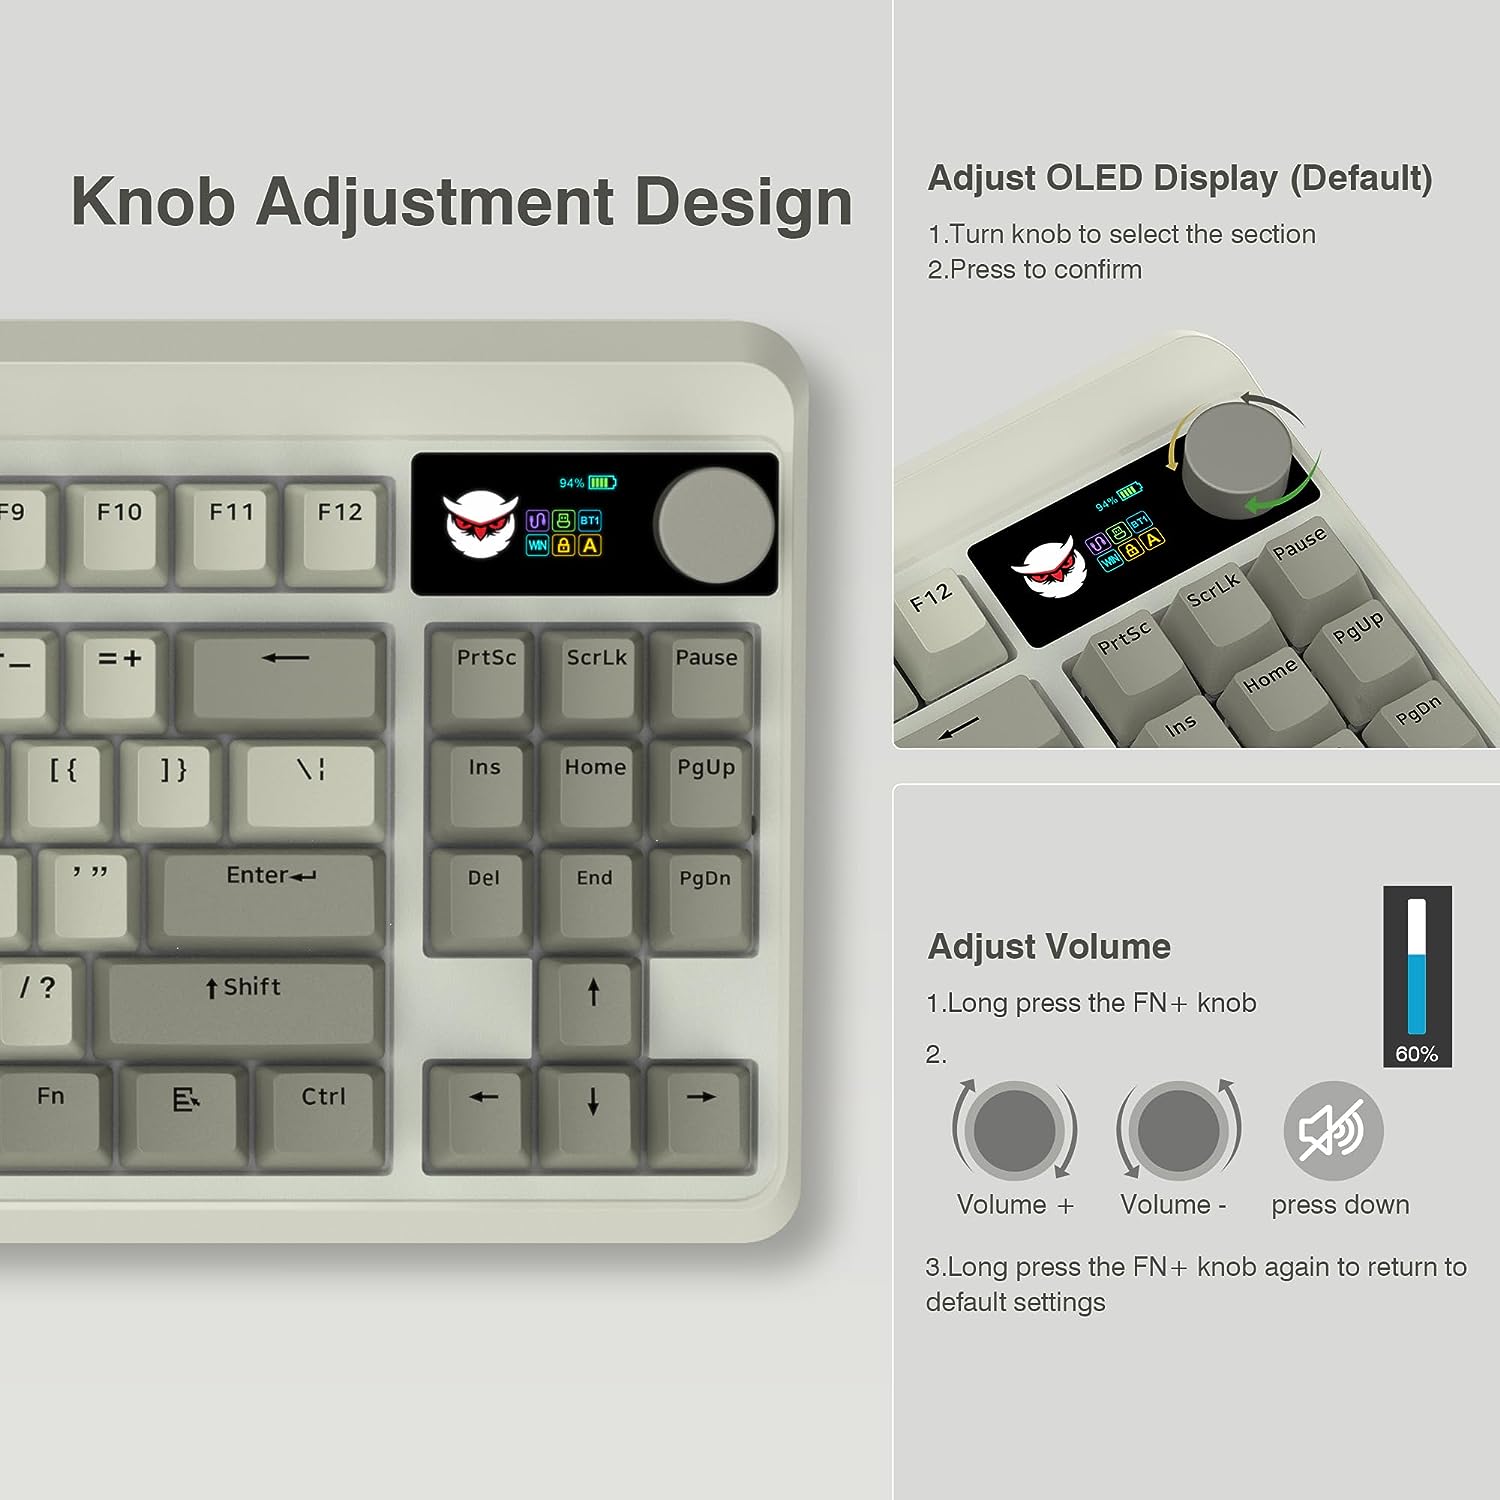 Knob Adjustment Design
94%
BT1
WIN A
F9 F10 F11 F12
- _ = + ←
[ { ] } \ ¦
' " Enter↵
/ ? ↑ Shift
Fn Ctrl
PrtSc ScrLk Pause
Ins Home PgUp
Del End PgDn
↑
← ↓ →
Adjust OLED Display (Default)
1.Turn knob to select the section
2.Press to confirm
94%
BT1
WIN A
F12 PrtSc ScrLk Pause
← Ins Home PgUp
PgDn
Adjust Volume
1.Long press the FN+ knob
2.
60%
Volume + Volume - press down
3.Long press the FN+ knob again to return to
default settings